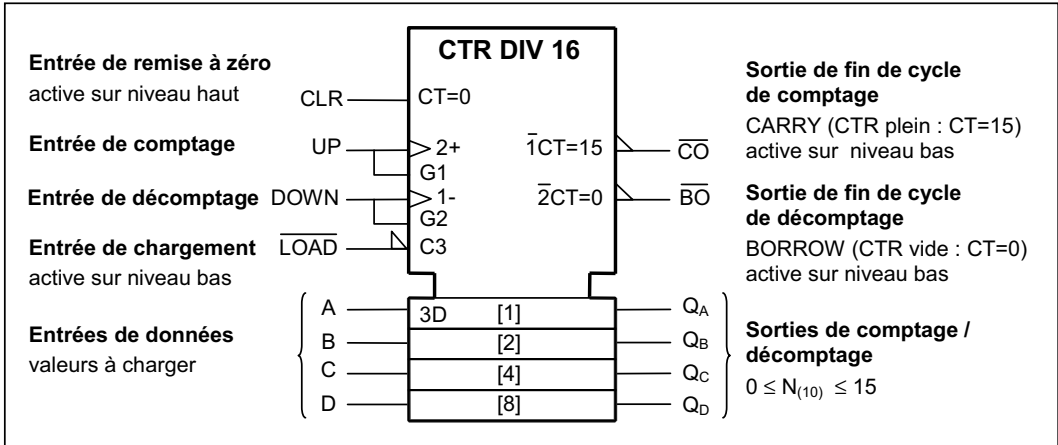 CTR DIV 16
Entrée de remise à zéro
active sur niveau haut
CLR
CT=0
Entrée de comptage
UP
2+
G1
Entrée de décomptage
DOWN
1-
G2
Entrée de chargement
active sur niveau bas
LOAD
C3
1CT=15
CO
2CT=0
BO
Sortie de fin de cycle
de comptage
CARRY (CTR plein : CT=15)
active sur niveau bas
Sortie de fin de cycle
de décomptage
BORROW (CTR vide : CT=0)
active sur niveau bas
Entrées de données
valeurs à charger
A
B
C
D
3D
[1]
[2]
[4]
[8]
QA
QB
QC
QD
Sorties de comptage /
décomptage
0 ≤ N(10) ≤ 15